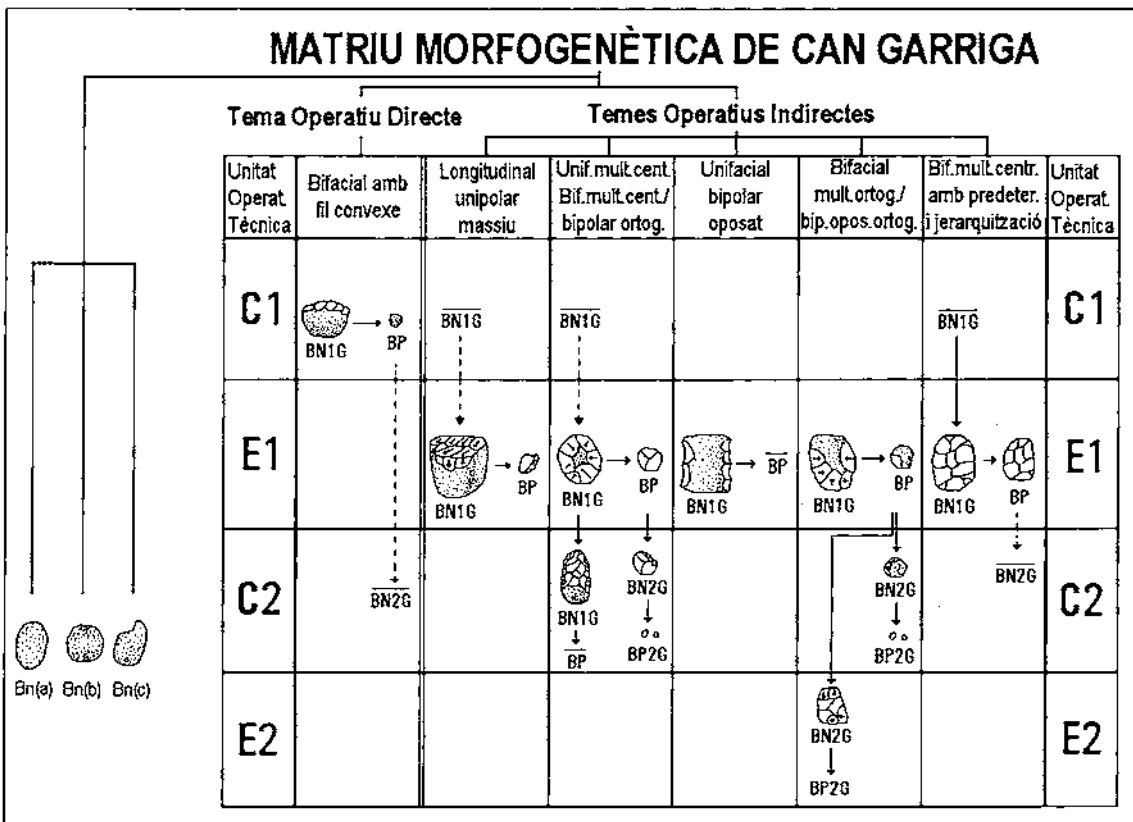 MATRIU MORFOGENÈTICA DE CAN GARRIGA
Tema Operatiu Directe
Temes Operatius Indirectes
Unitat
Operat.
Tècnica
Bifacial amb
fil convexe
Longitudinal
unipolar
massiu
Unif.mult.cent.
Bif.mult.cent./
bipolar ortog.
Unifacial
bipolar
oposat
Bifacial
mult.ortog./
bip.opos.ortog.
Bif.mult.centr.
amb predeter.
i jerarquització
Unitat
Operat.
Tècnica
C1
BN1G
BP
BN1G
BN1G
BN1G
C1
E1
BN1G
BP
BN1G
BP
BN1G
BP
BN1G
BP
BN1G
BP
E1
C2
BN2G
BN1G
BP
BN2G
BP2G
BN2G
BP2G
BN2G
C2
Bn(a) Bn(b) Bn(c)
E2
BN2G
BP2G
E2